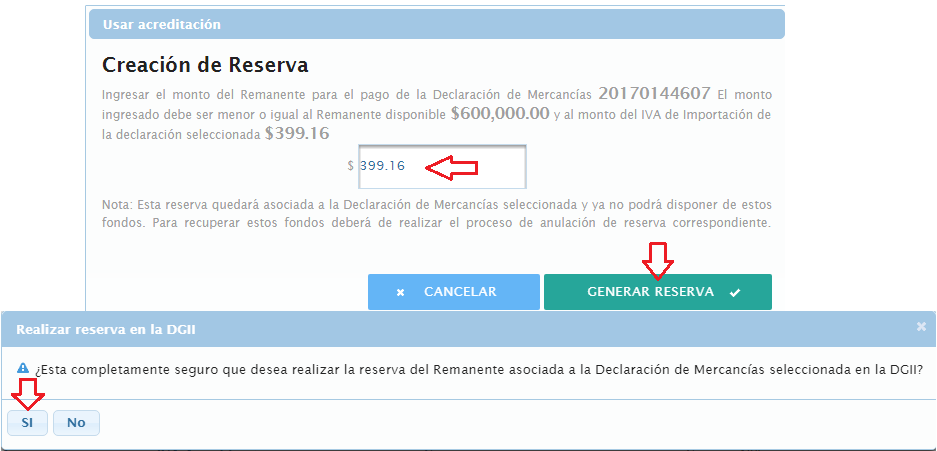 Usar acreditación
Creación de Reserva
Ingresar el monto del Remanente para el pago de la Declaración de Mercancías 20170144607 El monto
ingresado debe ser menor o igual al Remanente disponible $600,000.00 y al monto del IVA de Importación de
la declaración seleccionada $399.16
$ 399.16
Nota: Esta reserva quedará asociada a la Declaración de Mercancías seleccionada y ya no podrá disponer de estos
fondos. Para recuperar estos fondos deberá de realizar el proceso de anulación de reserva correspondiente.
CANCELAR GENERAR RESERVA
Realizar reserva en la DGII
¿Esta completamente seguro que desea realizar la reserva del Remanente asociada a la Declaración de Mercancías seleccionada en la DGII?
SI No